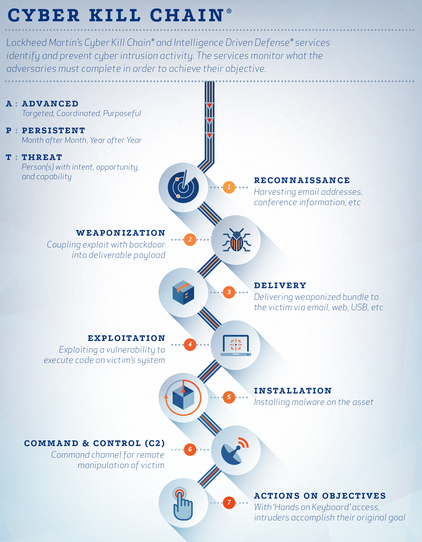 CYBER KILL CHAIN®
Lockheed Martin's Cyber Kill Chain® and Intelligence Driven Defense® services
identify and prevent cyber intrusion activity. The services monitor what the
adversaries must complete in order to achieve their objective.
A : ADVANCED
Targeted, Coordinated, Purposeful
P : PERSISTENT
Month after Month, Year after Year
T : THREAT
Person(s) with intent, opportunity,
and capability
1
RECONNAISSANCE
Harvesting email addresses,
conference information, etc
WEAPONIZATION
2
Coupling exploit with backdoor
into deliverable payload
DELIVERY
3
Delivering weaponized bundle to
the victim via email, web, USB, etc
EXPLOITATION
4
Exploiting a vulnerability to
execute code on victim's system
INSTALLATION
5
Installing malware on the asset
COMMAND & CONTROL (C2)
6
Command channel for remote
manipulation of victim
ACTIONS ON OBJECTIVES
7
With 'Hands on Keyboard' access,
intruders accomplish their original goal